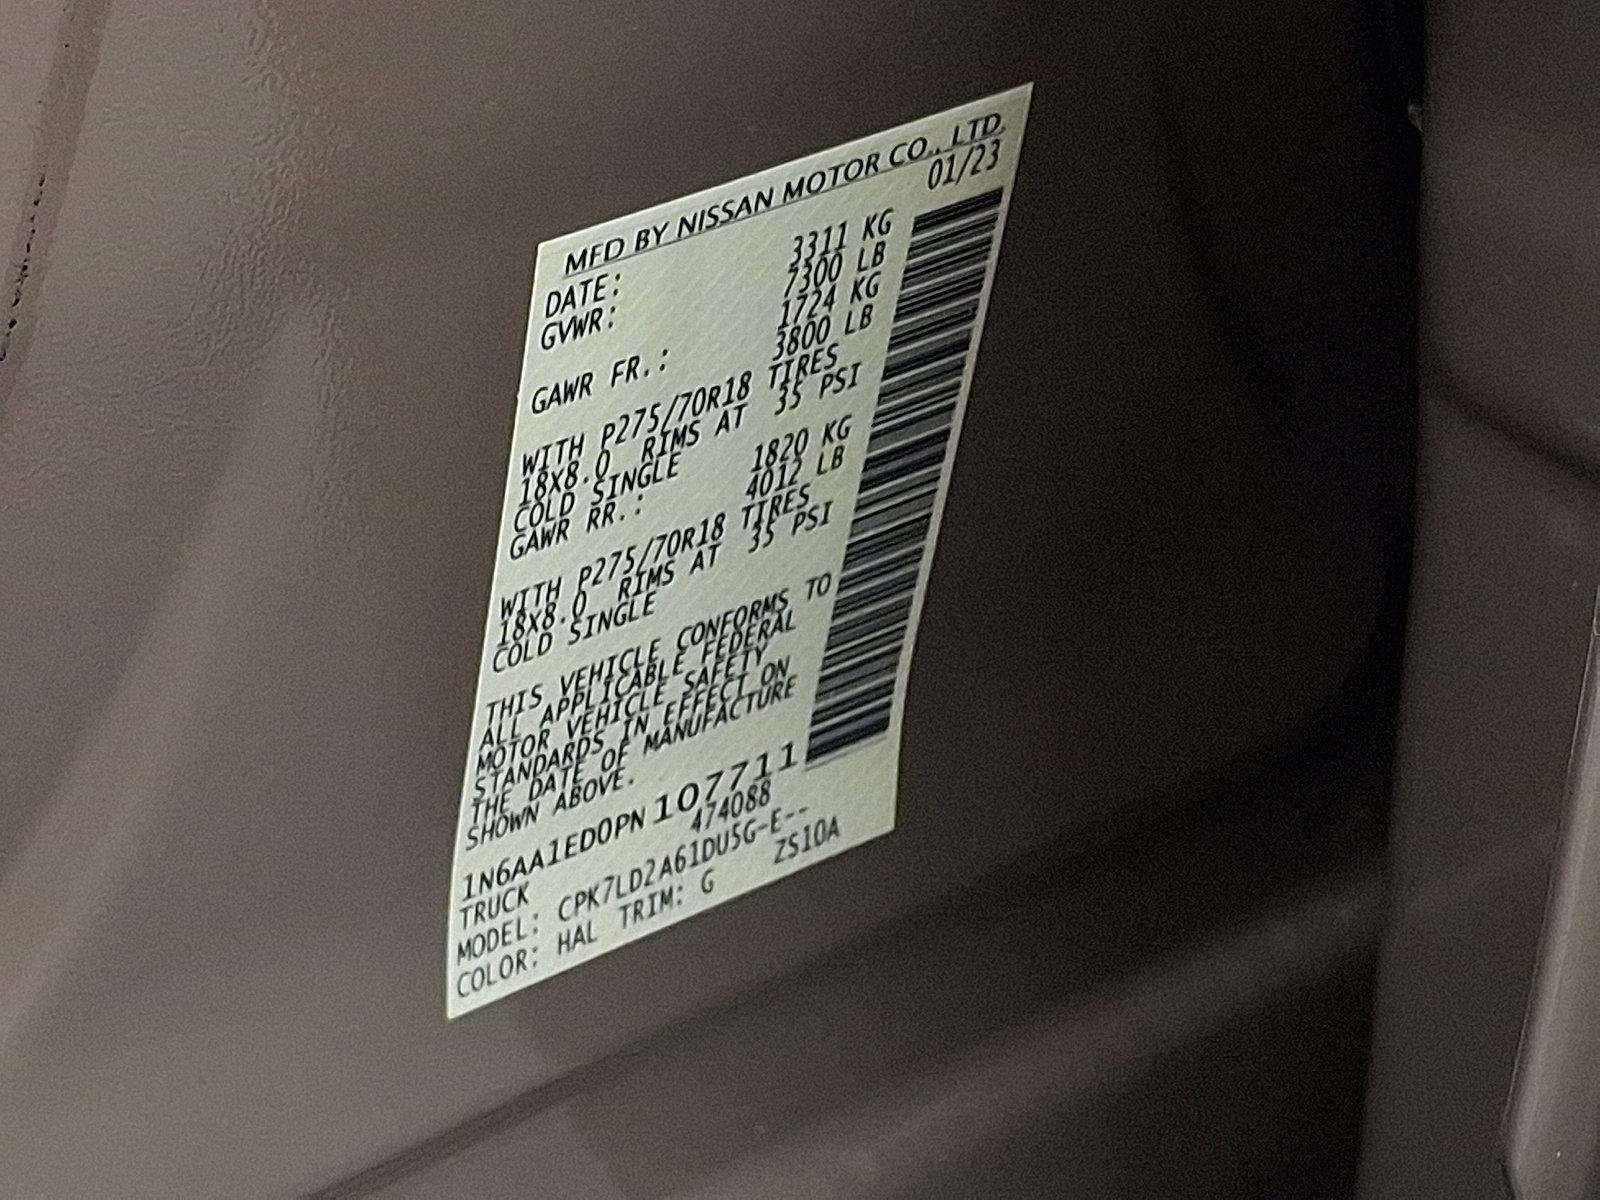 MFD BY NISSAN MOTOR CO., LTD.
DATE: 01/23
GVWR: 3311 KG
7300 LB
GAWR FR.: 1724 KG
3800 LB
WITH P275/70R18 TIRES
18X8.0 RIMS AT 35 PSI
COLD SINGLE
GAWR RR.: 1820 KG
4012 LB
WITH P275/70R18 TIRES
18X8.0 RIMS AT 35 PSI
COLD SINGLE
THIS VEHICLE CONFORMS TO
ALL APPLICABLE FEDERAL
MOTOR VEHICLE SAFETY
STANDARDS IN EFFECT ON
THE DATE OF MANUFACTURE
SHOWN ABOVE.
1N6AA1ED0PN107711
TRUCK 474088
MODEL: CPK7LD2A61DU5G-E--
COLOR: HAL TRIM: G ZS10A